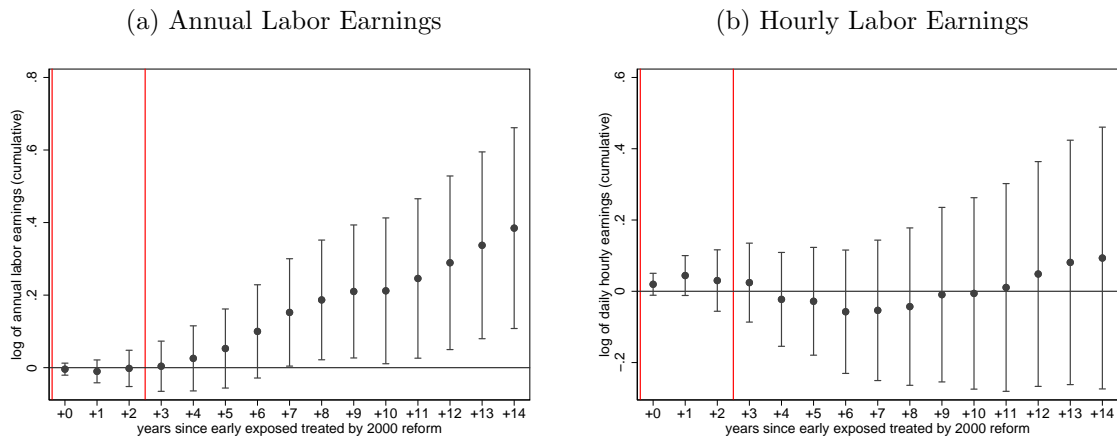 (a) Annual Labor Earnings
log of annual labor earnings (cumulative)
.8
.6
.4
.2
0
+0 +1 +2 +3 +4 +5 +6 +7 +8 +9 +10 +11 +12 +13 +14
years since early exposed treated by 2000 reform
(b) Hourly Labor Earnings
log of daily hourly earnings (cumulative)
.6
.4
.2
0
-.2
+0 +1 +2 +3 +4 +5 +6 +7 +8 +9 +10 +11 +12 +13 +14
years since early exposed treated by 2000 reform